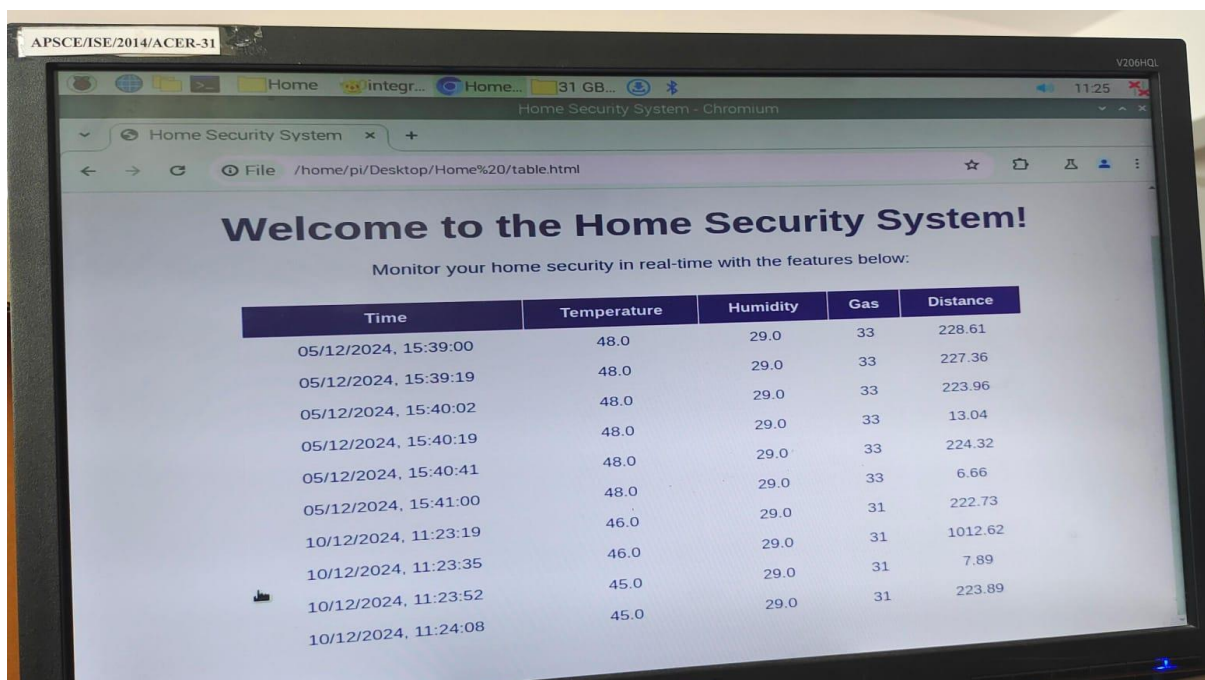 APSCE/ISE/2014/ACER-31
V206HQL
Home integr... Home... 31 GB... 11:25
Home Security System - Chromium
Home Security System × +
File /home/pi/Desktop/Home%20/table.html
Welcome to the Home Security System!
Monitor your home security in real-time with the features below:
Time Temperature Humidity Gas Distance
05/12/2024, 15:39:00 48.0 29.0 33 228.61
05/12/2024, 15:39:19 48.0 29.0 33 227.36
05/12/2024, 15:40:02 48.0 29.0 33 223.96
05/12/2024, 15:40:19 48.0 29.0 33 13.04
05/12/2024, 15:40:41 48.0 29.0 33 224.32
05/12/2024, 15:41:00 48.0 29.0 33 6.66
10/12/2024, 11:23:19 46.0 29.0 31 222.73
10/12/2024, 11:23:35 46.0 29.0 31 1012.62
10/12/2024, 11:23:52 45.0 29.0 31 7.89
10/12/2024, 11:24:08 45.0 29.0 31 223.89